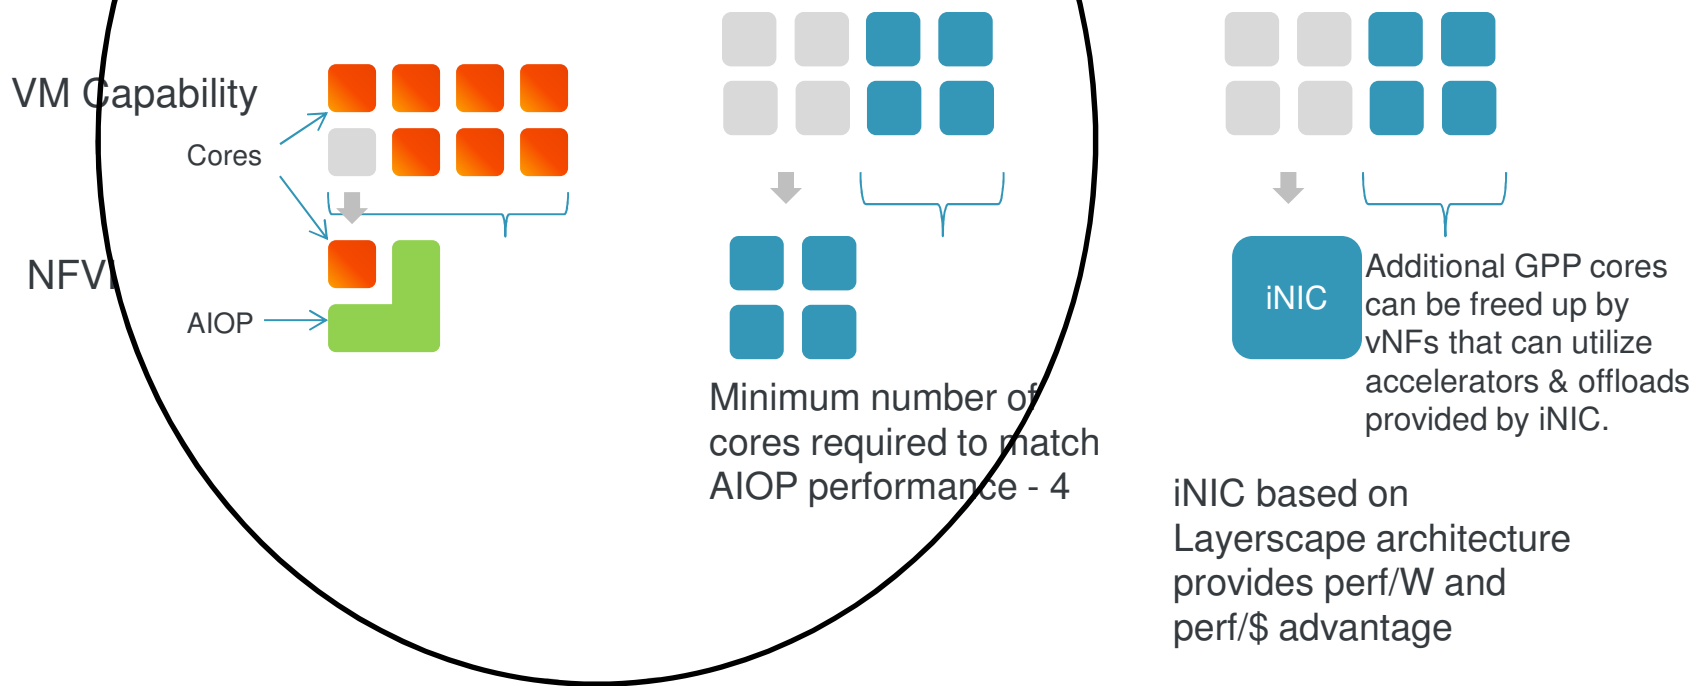 VM Capability
Cores
NFVI
AIOP
Minimum number of
cores required to match
AIOP performance - 4
iNIC
Additional GPP cores
can be freed up by
vNFs that can utilize
accelerators & offloads
provided by iNIC.
iNIC based on
Layerscape architecture
provides perf/W and
perf/$ advantage